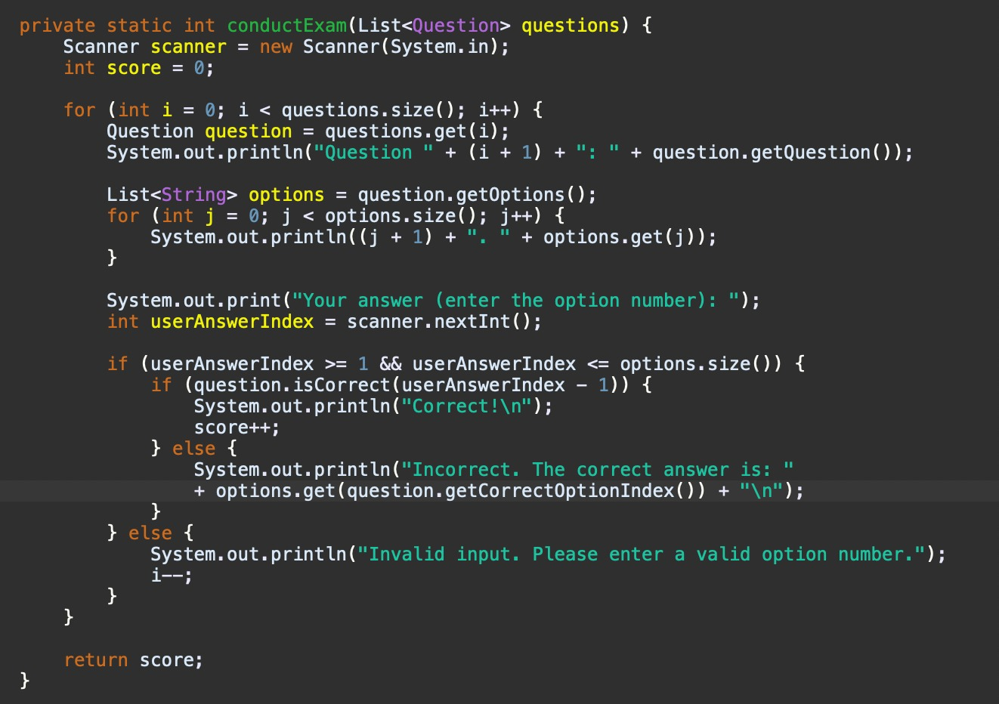 private static int conductExam(List<Question> questions) {
    Scanner scanner = new Scanner(System.in);
    int score = 0;

    for (int i = 0; i < questions.size(); i++) {
        Question question = questions.get(i);
        System.out.println("Question " + (i + 1) + ": " + question.getQuestion());

        List<String> options = question.getOptions();
        for (int j = 0; j < options.size(); j++) {
            System.out.println((j + 1) + ". " + options.get(j));
        }

        System.out.print("Your answer (enter the option number): ");
        int userAnswerIndex = scanner.nextInt();

        if (userAnswerIndex >= 1 && userAnswerIndex <= options.size()) {
            if (question.isCorrect(userAnswerIndex - 1)) {
                System.out.println("Correct!\n");
                score++;
            } else {
                System.out.println("Incorrect. The correct answer is: "
                + options.get(question.getCorrectOptionIndex()) + "\n");
            }
        } else {
            System.out.println("Invalid input. Please enter a valid option number.");
            i--;
        }
    }

    return score;
}